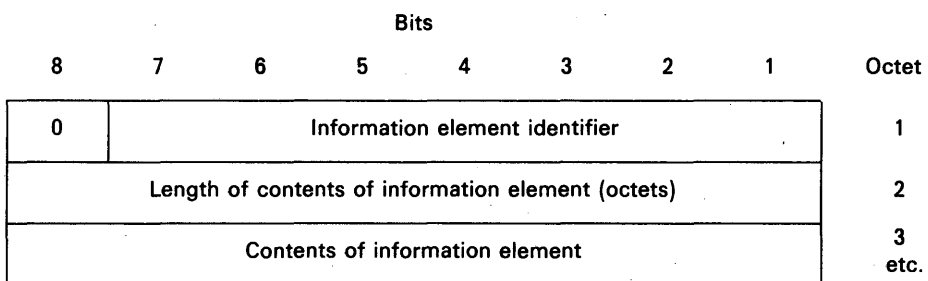 Bits
8 7 6 5 4 3 2 1 Octet
0 Information element identifier 1
Length of contents of information element (octets) 2
Contents of information element 3
etc.